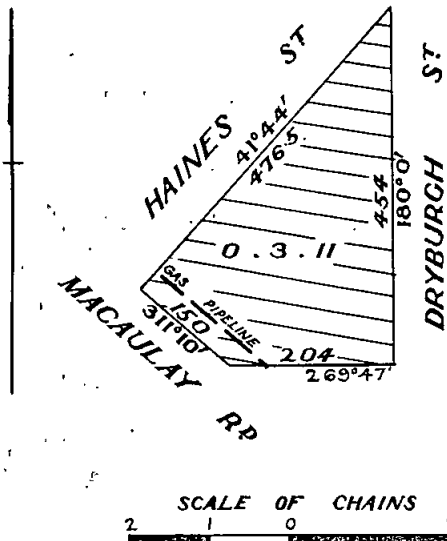 HAINES ST
41°44'
476.5
454
180°0'
DRYBURGH ST
0.3.11
GAS PIPELINE
150
311°10'
MACAULAY RD
204
269°47'
SCALE OF CHAINS
2 1 0